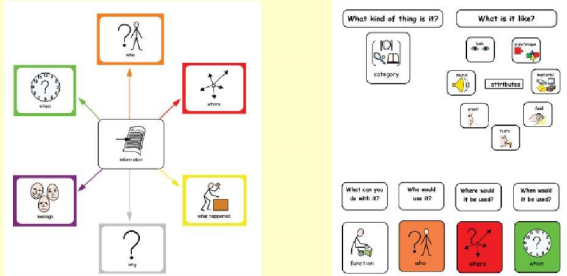 who
when
where
information
feelings
what happened
why
What kind of thing is it?
What is it like?
category
look
size/shape
sound
attributes
material
smell
feel
taste
What can you
do with it?
Who would
use it?
Where would
it be used?
When would
it be used?
function
who
where
when